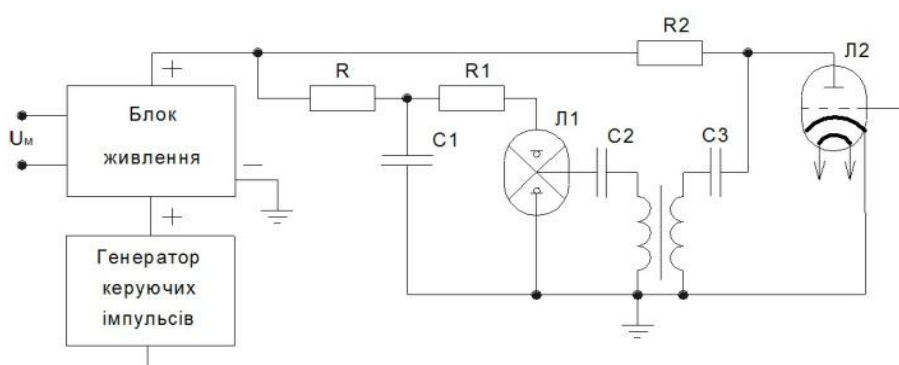 R2
Л2
R
R1
+
Блок
живлення
Uм
C1
Л1
C2
C3
−
+
Генератор
керуючих
імпульсів